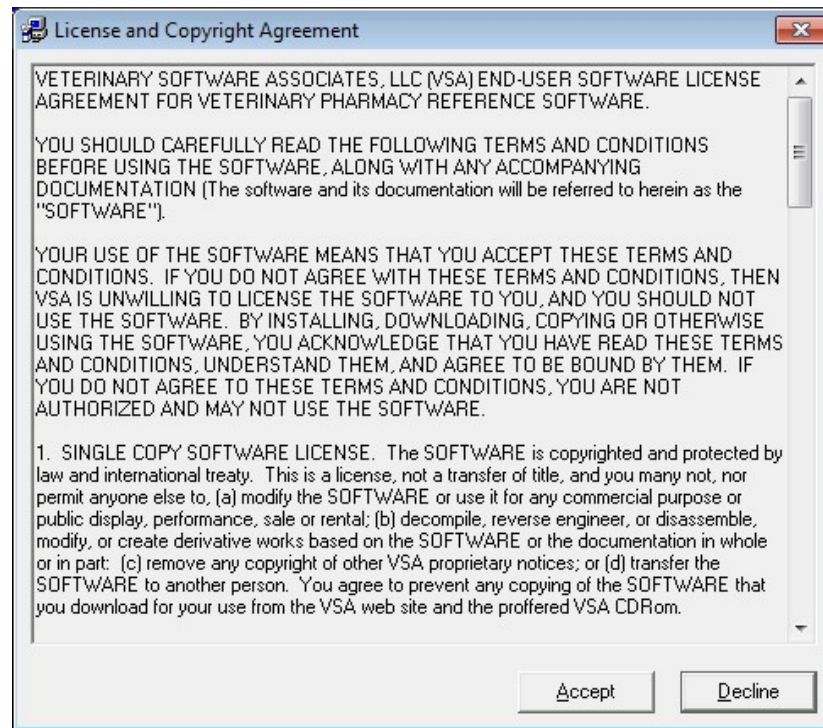 License and Copyright Agreement
VETERINARY SOFTWARE ASSOCIATES, LLC (VSA) END-USER SOFTWARE LICENSE
AGREEMENT FOR VETERINARY PHARMACY REFERENCE SOFTWARE.
YOU SHOULD CAREFULLY READ THE FOLLOWING TERMS AND CONDITIONS
BEFORE USING THE SOFTWARE, ALONG WITH ANY ACCOMPANYING
DOCUMENTATION (The software and its documentation will be referred to herein as the
"SOFTWARE").
YOUR USE OF THE SOFTWARE MEANS THAT YOU ACCEPT THESE TERMS AND
CONDITIONS. IF YOU DO NOT AGREE WITH THESE TERMS AND CONDITIONS, THEN
VSA IS UNWILLING TO LICENSE THE SOFTWARE TO YOU, AND YOU SHOULD NOT
USE THE SOFTWARE. BY INSTALLING, DOWNLOADING, COPYING OR OTHERWISE
USING THE SOFTWARE, YOU ACKNOWLEDGE THAT YOU HAVE READ THESE TERMS
AND CONDITIONS, UNDERSTAND THEM, AND AGREE TO BE BOUND BY THEM. IF
YOU DO NOT AGREE TO THESE TERMS AND CONDITIONS, YOU ARE NOT
AUTHORIZED AND MAY NOT USE THE SOFTWARE.
1. SINGLE COPY SOFTWARE LICENSE. The SOFTWARE is copyrighted and protected by
law and international treaty. This is a license, not a transfer of title, and you many not, nor
permit anyone else to, (a) modify the SOFTWARE or use it for any commercial purpose or
public display, performance, sale or rental; (b) decompile, reverse engineer, or disassemble,
modify, or create derivative works based on the SOFTWARE or the documentation in whole
or in part: (c) remove any copyright of other VSA proprietary notices; or (d) transfer the
SOFTWARE to another person. You agree to prevent any copying of the SOFTWARE that
you download for your use from the VSA web site and the proffered VSA CDRom.
Accept Decline